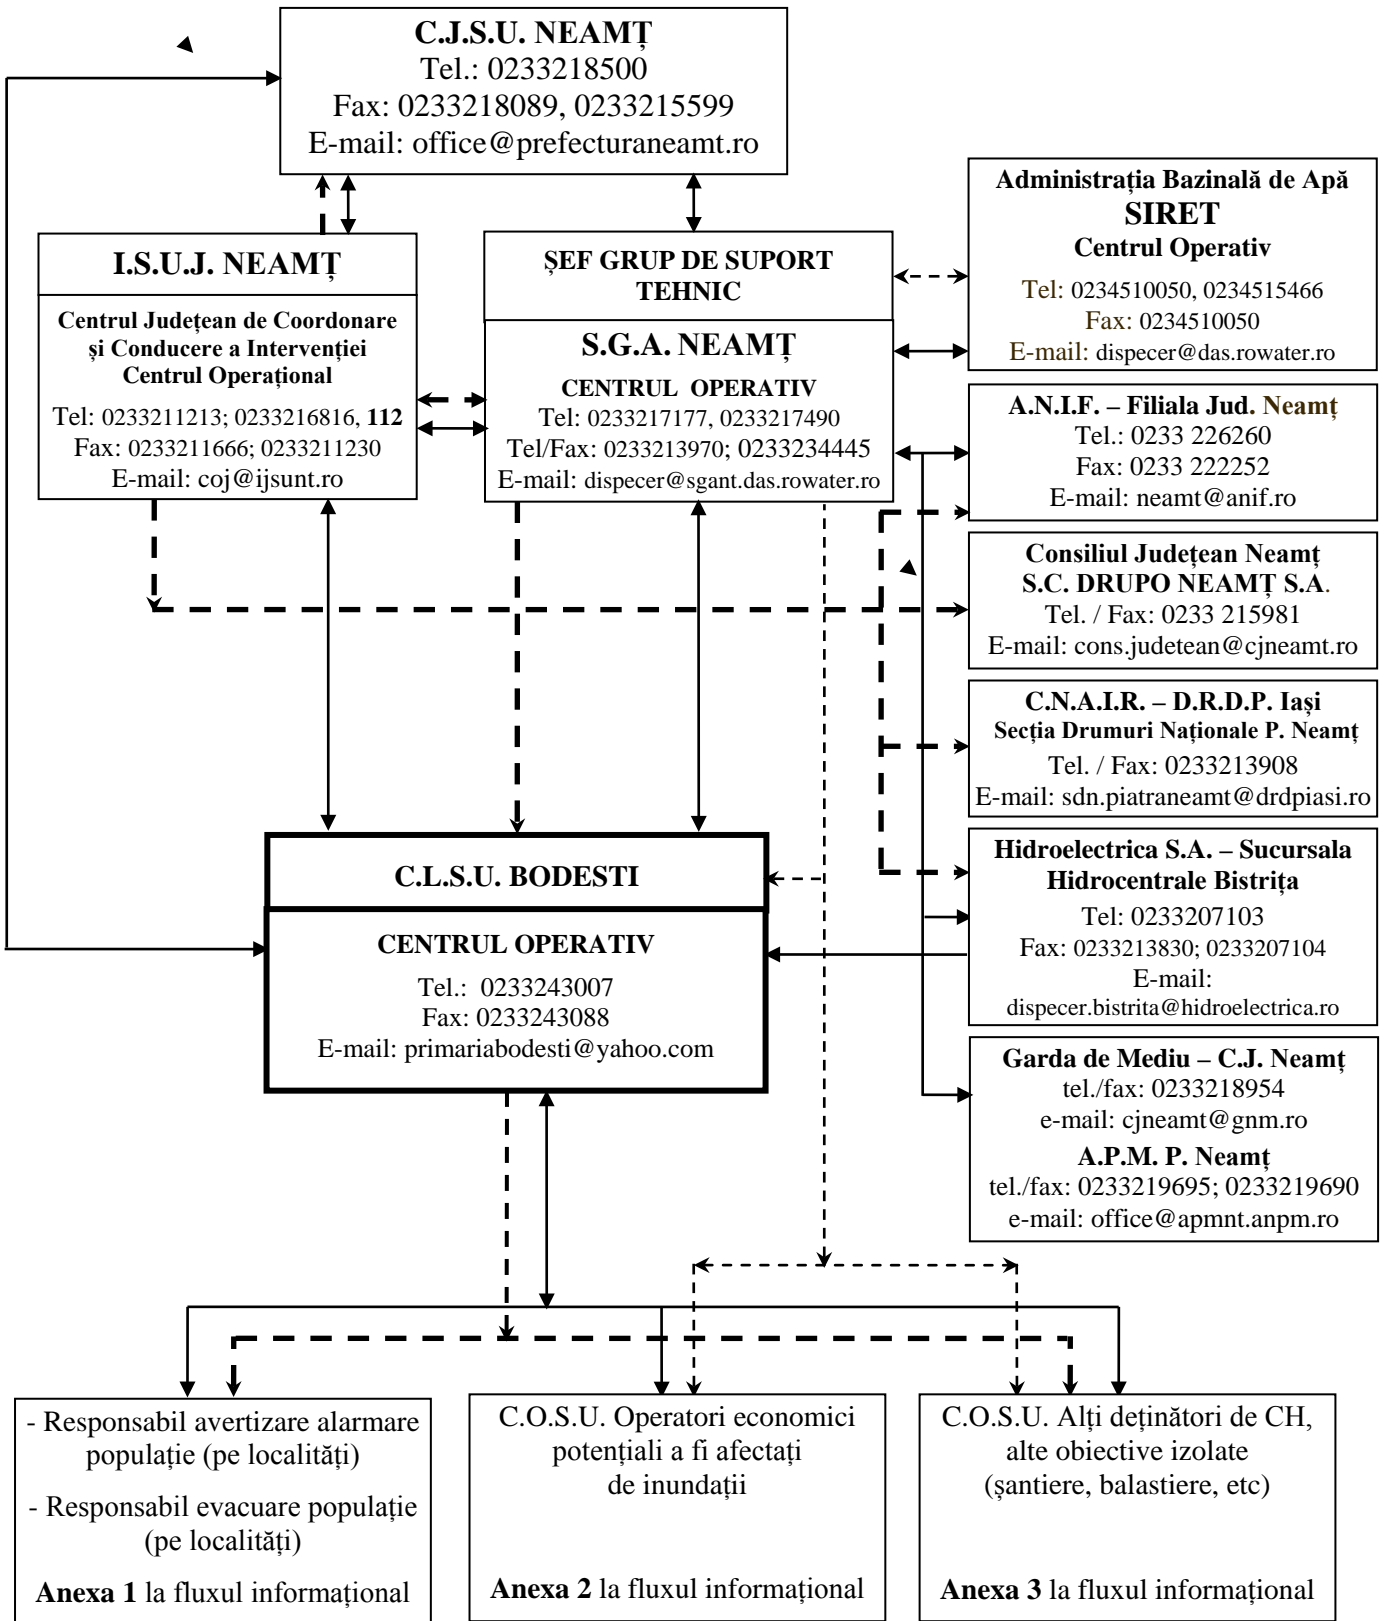 C.J.S.U. NEAMȚ
Tel.: 0233218500
Fax: 0233218089, 0233215599
E-mail: office@prefecturaneamt.ro
I.S.U.J. NEAMȚ
Centrul Județean de Coordonare
și Conducere a Intervenției
Centrul Operațional
Tel: 0233211213; 0233216816, 112
Fax: 0233211666; 0233211230
E-mail: coj@ijsunt.ro
ȘEF GRUP DE SUPORT
TEHNIC
S.G.A. NEAMȚ
CENTRUL OPERATIV
Tel: 0233217177, 0233217490
Tel/Fax: 0233213970; 0233234445
E-mail: dispecer@sgant.das.rowater.ro
Administrația Bazinală de Apă
SIRET
Centrul Operativ
Tel: 0234510050, 0234515466
Fax: 0234510050
E-mail: dispecer@das.rowater.ro
A.N.I.F. – Filiala Jud. Neamț
Tel.: 0233 226260
Fax: 0233 222252
E-mail: neamt@anif.ro
Consiliul Județean Neamț
S.C. DRUPO NEAMȚ S.A.
Tel. / Fax: 0233 215981
E-mail: cons.judetean@cjneamt.ro
C.N.A.I.R. – D.R.D.P. Iași
Secția Drumuri Naționale P. Neamț
Tel. / Fax: 0233213908
E-mail: sdn.piatraneamt@drdpiasi.ro
Hidroelectrica S.A. – Sucursala
Hidrocentrale Bistrița
Tel: 0233207103
Fax: 0233213830; 0233207104
E-mail:
dispecer.bistrita@hidroelectrica.ro
Garda de Mediu – C.J. Neamț
tel./fax: 0233218954
e-mail: cjneamt@gnm.ro
A.P.M. P. Neamț
tel./fax: 0233219695; 0233219690
e-mail: office@apmnt.anpm.ro
C.L.S.U. BODESTI
CENTRUL OPERATIV
Tel.: 0233243007
Fax: 0233243088
E-mail: primariabodesti@yahoo.com
- Responsabil avertizare alarmare
populație (pe localități)
- Responsabil evacuare populație
(pe localități)
Anexa 1 la fluxul informațional
C.O.S.U. Operatori economici
potențiali a fi afectați
de inundații
Anexa 2 la fluxul informațional
C.O.S.U. Alți deținători de CH,
alte obiective izolate
(șantiere, balastiere, etc)
Anexa 3 la fluxul informațional